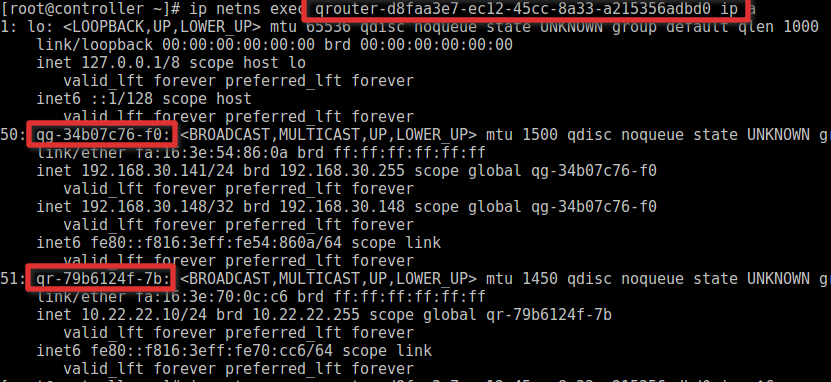 [root@controller ~]# ip netns exec qrouter-d8faa3e7-ec12-45cc-8a33-a215356adbd0 ip a
1: lo: <LOOPBACK,UP,LOWER_UP> mtu 65536 qdisc noqueue state UNKNOWN group default qlen 1000
link/loopback 00:00:00:00:00:00 brd 00:00:00:00:00:00
inet 127.0.0.1/8 scope host lo
valid_lft forever preferred_lft forever
inet6 ::1/128 scope host
valid_lft forever preferred_lft forever
50: qg-34b07c76-f0: <BROADCAST,MULTICAST,UP,LOWER_UP> mtu 1500 qdisc noqueue state UNKNOWN gr
link/ether fa:16:3e:54:86:0a brd ff:ff:ff:ff:ff:ff
inet 192.168.30.141/24 brd 192.168.30.255 scope global qg-34b07c76-f0
valid_lft forever preferred_lft forever
inet 192.168.30.148/32 brd 192.168.30.148 scope global qg-34b07c76-f0
valid_lft forever preferred_lft forever
inet6 fe80::f816:3eff:fe54:860a/64 scope link
valid_lft forever preferred_lft forever
51: qr-79b6124f-7b: <BROADCAST,MULTICAST,UP,LOWER_UP> mtu 1450 qdisc noqueue state UNKNOWN gr
link/ether fa:16:3e:70:0c:c6 brd ff:ff:ff:ff:ff:ff
inet 10.22.22.10/24 brd 10.22.22.255 scope global qr-79b6124f-7b
valid_lft forever preferred_lft forever
inet6 fe80::f816:3eff:fe70:cc6/64 scope link
valid_lft forever preferred_lft forever